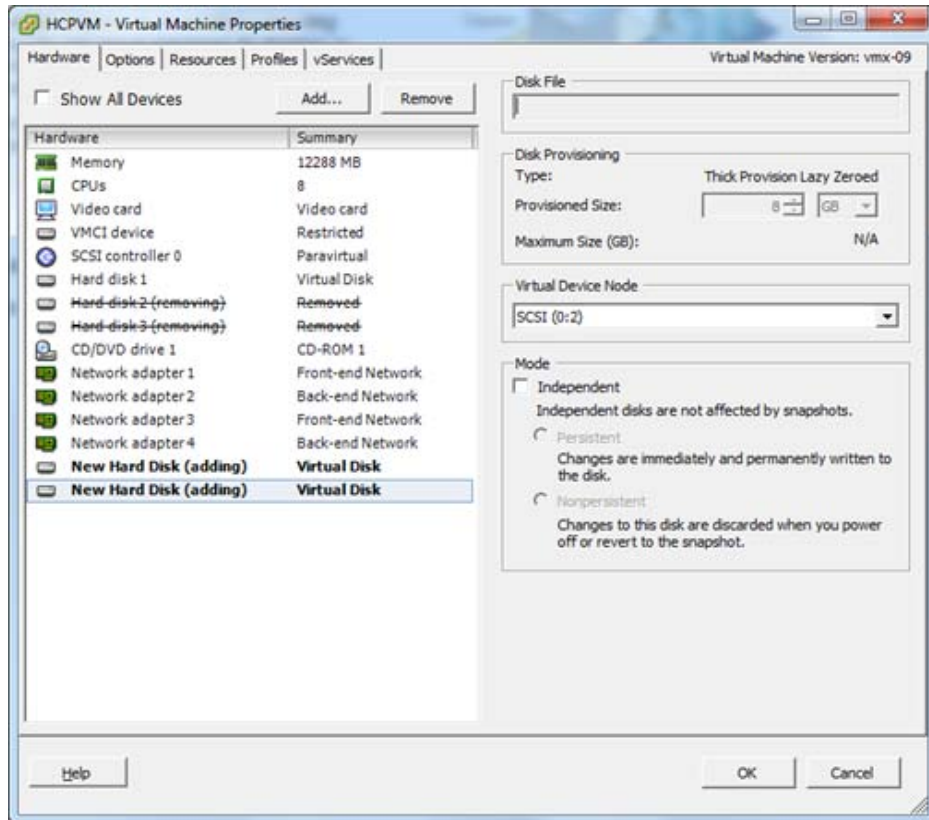 HCPVM - Virtual Machine Properties
Hardware Options Resources Profiles vServices
Virtual Machine Version: vmx-09
Show All Devices
Add...
Remove
Hardware Summary
Memory 12288 MB
CPUs 8
Video card Video card
VMCI device Restricted
SCSI controller 0 Paravirtual
Hard disk 1 Virtual Disk
Hard disk 2 (removing) Removed
Hard disk 3 (removing) Removed
CD/DVD drive 1 CD-ROM 1
Network adapter 1 Front-end Network
Network adapter 2 Back-end Network
Network adapter 3 Front-end Network
Network adapter 4 Back-end Network
New Hard Disk (adding) Virtual Disk
New Hard Disk (adding) Virtual Disk
Disk File
Disk Provisioning
Type: Thick Provision Lazy Zeroed
Provisioned Size: 8 GB
Maximum Size (GB): N/A
Virtual Device Node
SCSI (0:2)
Mode
Independent
Independent disks are not affected by snapshots.
Persistent
Changes are immediately and permanently written to
the disk.
Nonpersistent
Changes to this disk are discarded when you power
off or revert to the snapshot.
Help
OK
Cancel